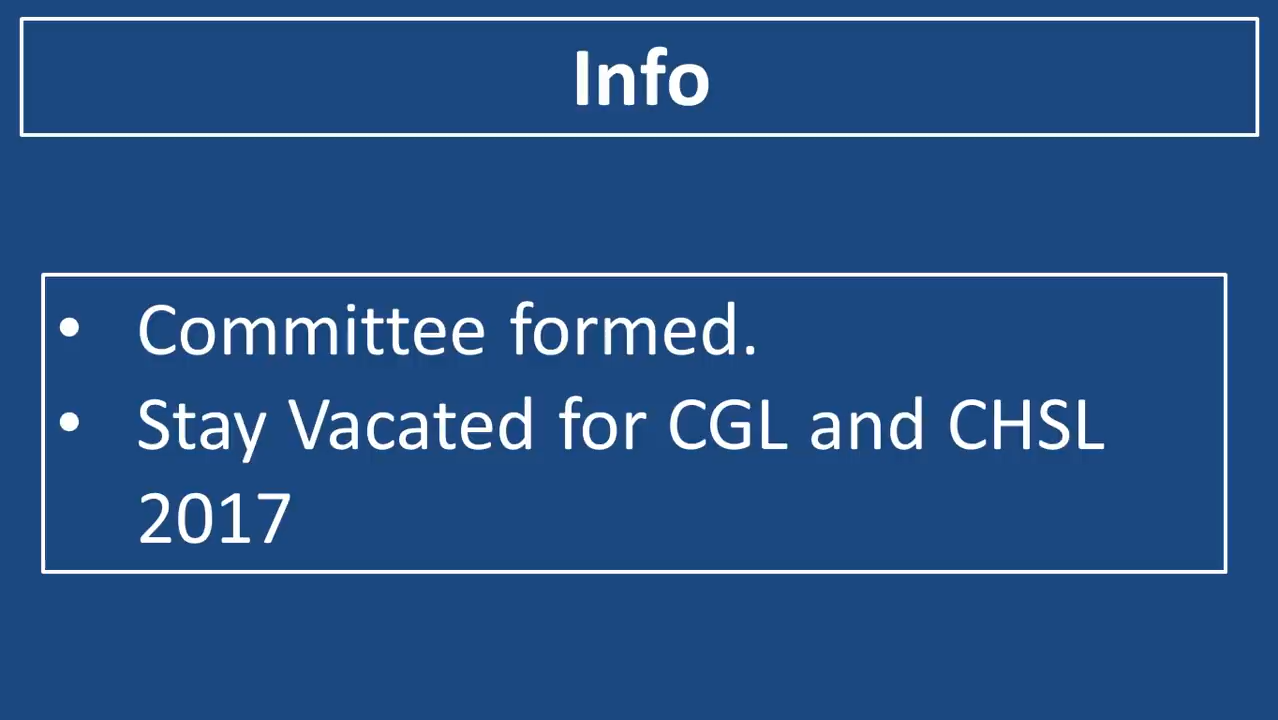 Info
• Committee formed.
• Stay Vacated for CGL and CHSL
2017